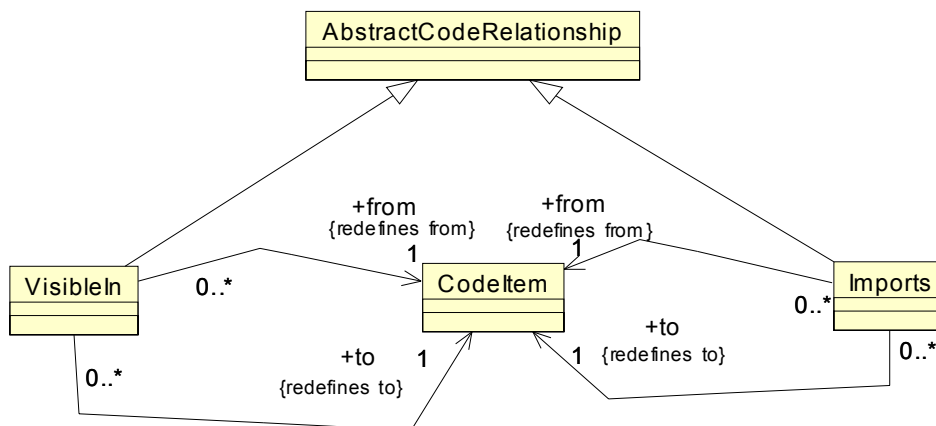 AbstractCodeRelationship
+from
{redefines from}
1
+from
{redefines from}
1
VisibleIn
0..*
CodeItem
Imports
0..*
+to
{redefines to}
1
0..*
+to
{redefines to}
1
0..*